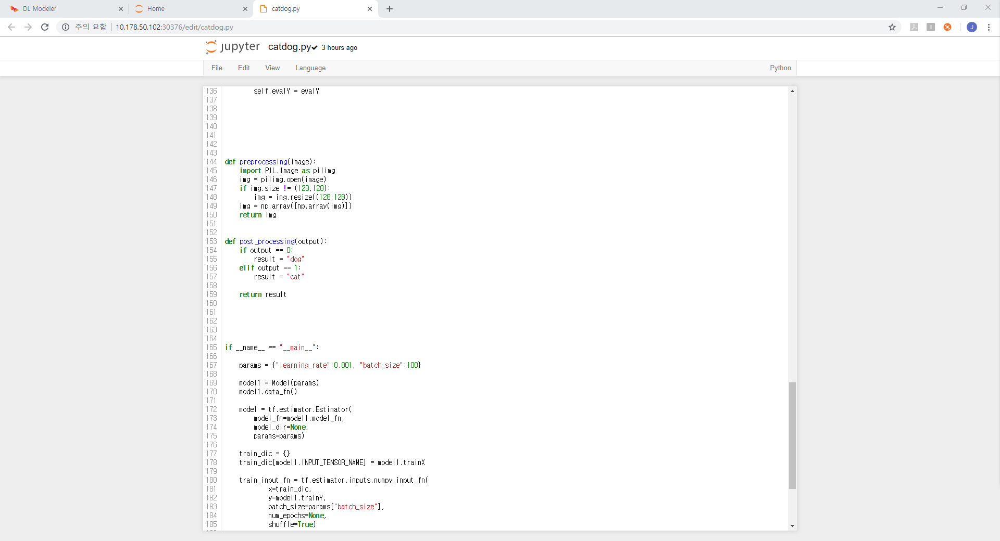 DL Modeler
Home
catdog.py
주의 요함 10.178.50.102:30376/edit/catdog.py
J
jupyter catdog.py 3 hours ago
File Edit View Language Python
136 self.evalY = evalY
137
138
139
140
141
142
143
144 def preprocessing(image):
145 import PIL.Image as pilimg
146 img = pilimg.open(image)
147 if img.size != (128,128):
148 img = img.resize((128,128))
149 img = np.array([np.array(img)])
150 return img
151
152
153 def post_processing(output):
154 if output == 0:
155 result = "dog"
156 elif output == 1:
157 result = "cat"
158
159 return result
160
161
162
163
164
165 if __name__ == "__main__":
166
167 params = {"learning_rate":0.001, "batch_size":100}
168
169 model1 = Model(params)
170 model1.data_fn()
171
172 model = tf.estimator.Estimator(
173 model_fn=model1.model_fn,
174 model_dir=None,
175 params=params)
176
177 train_dic = {}
178 train_dic[model1.INPUT_TENSOR_NAME] = model1.trainX
179
180 train_input_fn = tf.estimator.inputs.numpy_input_fn(
181 x=train_dic,
182 y=model1.trainY,
183 batch_size=params["batch_size"],
184 num_epochs=None,
185 shuffle=True)